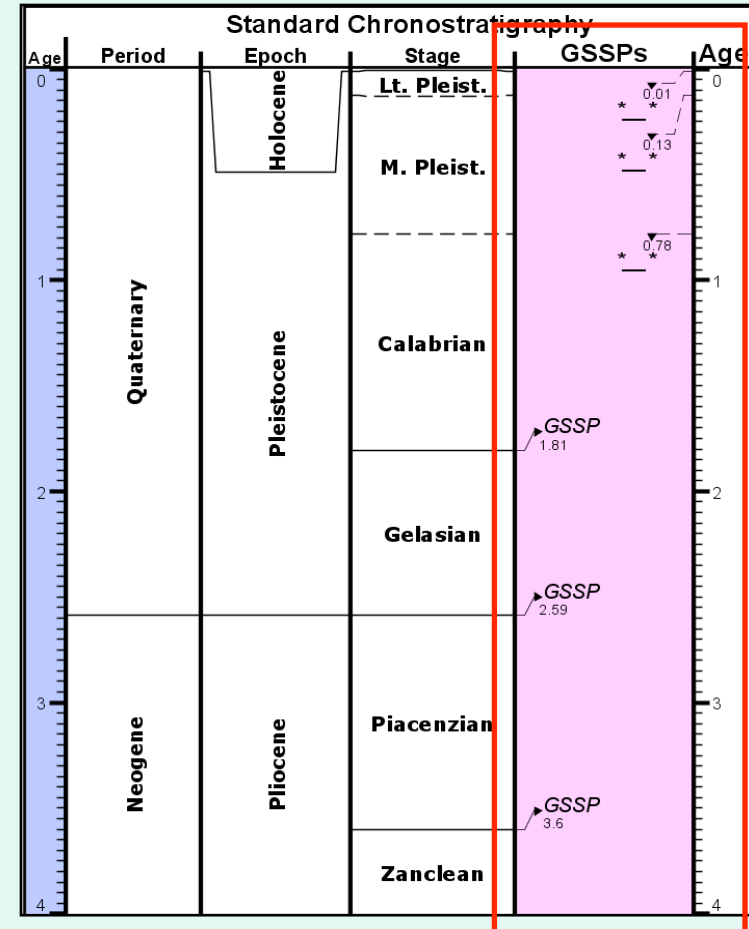 Standard Chronostratigraphy
Age Period Epoch Stage GSSPs Age
0 Holocene Lt. Pleist. 0.01 0
* *
M. Pleist. 0.13
* *
0.78
* *
1 1
Quaternary Pleistocene Calabrian
GSSP
1.81
2 2
Gelasian
GSSP
2.59
3 3
Neogene Pliocene Piacenzian
GSSP
3.6
Zanclean
4 4